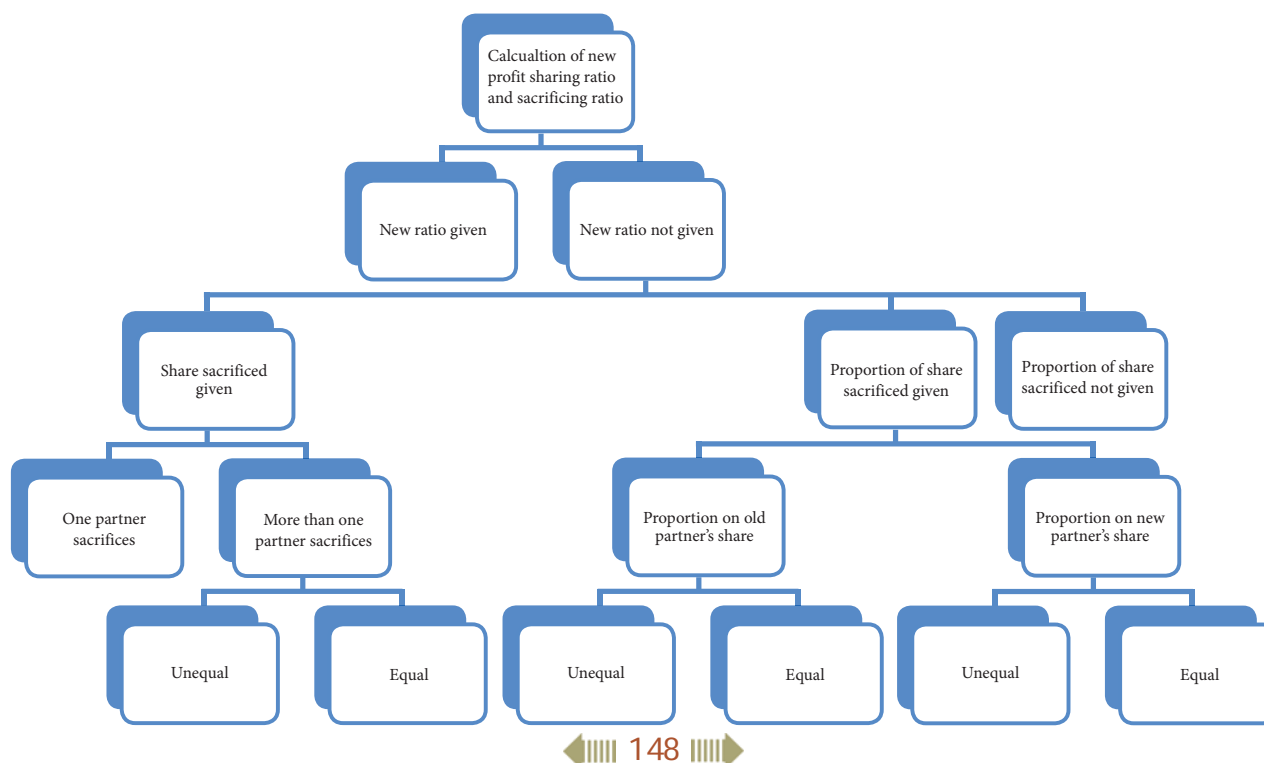 Calcualtion of new
profit sharing ratio
and sacrificing ratio
New ratio given
New ratio not given
Share sacrificed
given
Proportion of share
sacrificed given
Proportion of share
sacrificed not given
One partner
sacrifices
More than one
partner sacrifices
Proportion on old
partner's share
Proportion on new
partner's share
Unequal
Equal
Unequal
Equal
Unequal
Equal
148